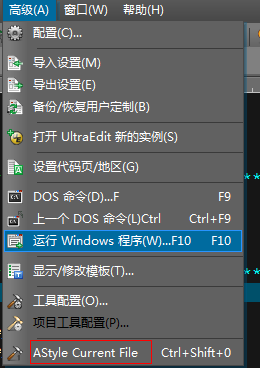 高级(A) 窗口(W) 帮助(H)
配置(C)...
导入设置(M)
导出设置(E)
备份/恢复用户定制(B)
打开 UltraEdit 新的实例(S)
设置代码页/地区(G)
DOS 命令(D)...F F9
上一个 DOS 命令(L)Ctrl Ctrl+F9
运行 Windows 程序(W)...F10 F10
显示/修改模板(T)...
工具配置(O)...
项目工具配置(P)...
AStyle Current File Ctrl+Shift+0